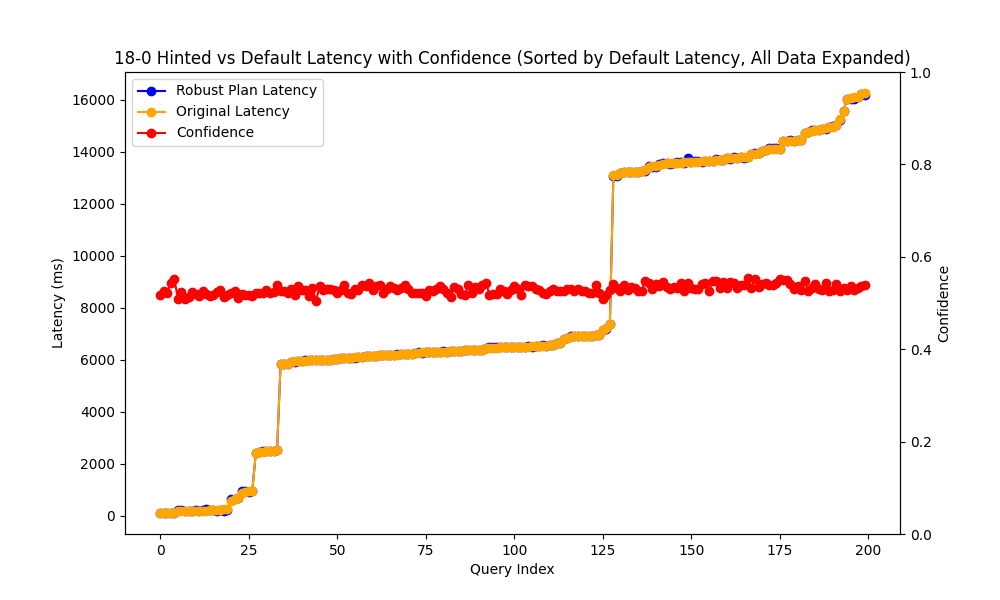 18-0 Hinted vs Default Latency with Confidence (Sorted by Default Latency, All Data Expanded)
Robust Plan Latency
Original Latency
Confidence
Latency (ms)
16000
14000
12000
10000
8000
6000
4000
2000
0
1.0
0.8
0.6
0.4
0.2
0.0
Confidence
0 25 50 75 100 125 150 175 200
Query Index